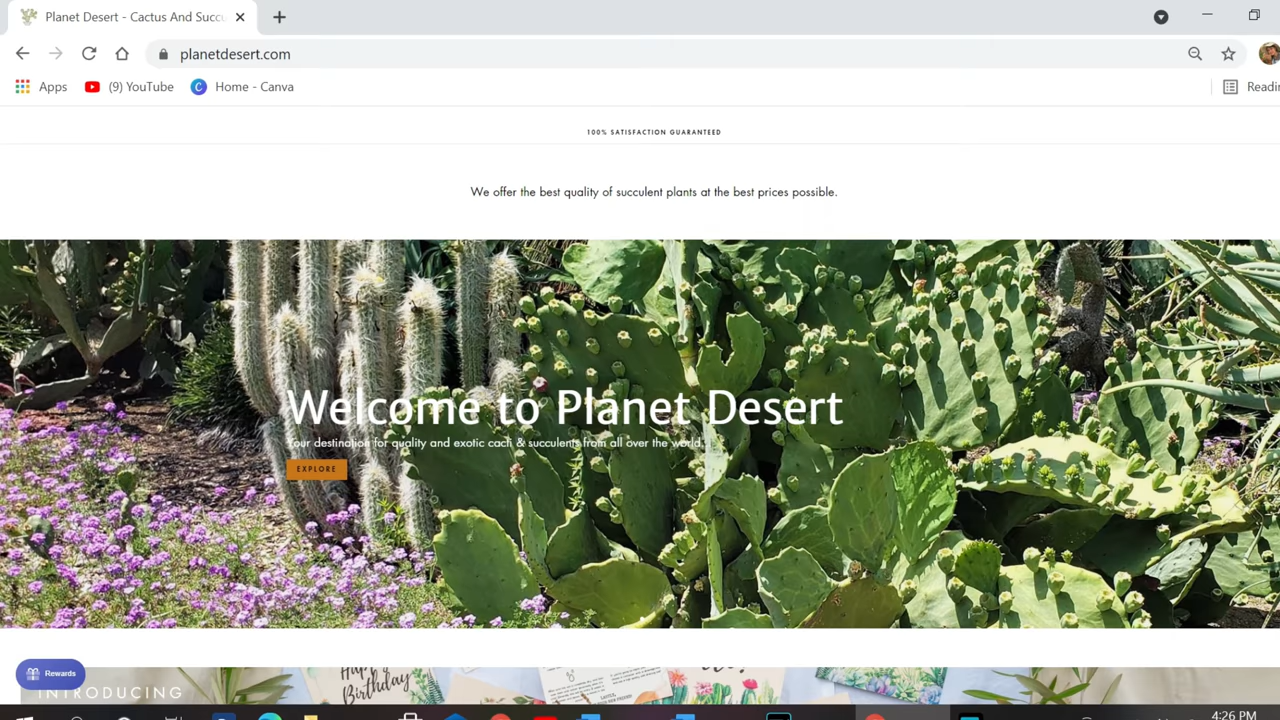 Planet Desert - Cactus And Succu
planetdesert.com
Apps
(9) YouTube
Home - Canva
Readin
100% SATISFACTION GUARANTEED
We offer the best quality of succulent plants at the best prices possible.
Welcome to Planet Desert
Your destination for quality and exotic cacti & succulents from all over the world.
EXPLORE
Rewards
INTRODUCING
Happy
Birthday
4:26 PM